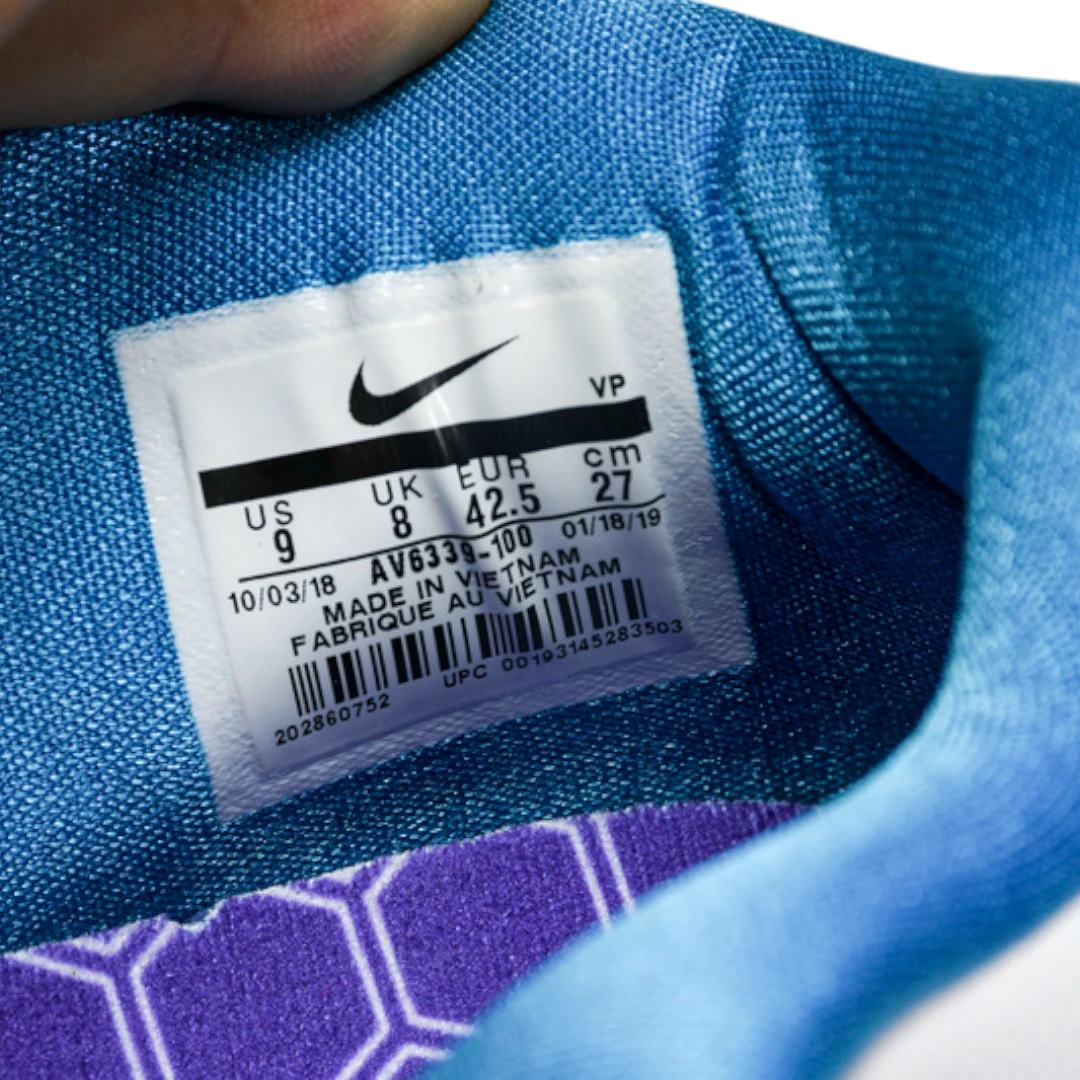 VP
US UK EUR cm
9 8 42.5 27
10/03/18 AV6339-100 01/18/19
MADE IN VIETNAM
FABRIQUE AU VIETNAM
202860752 UPC 00193145283503